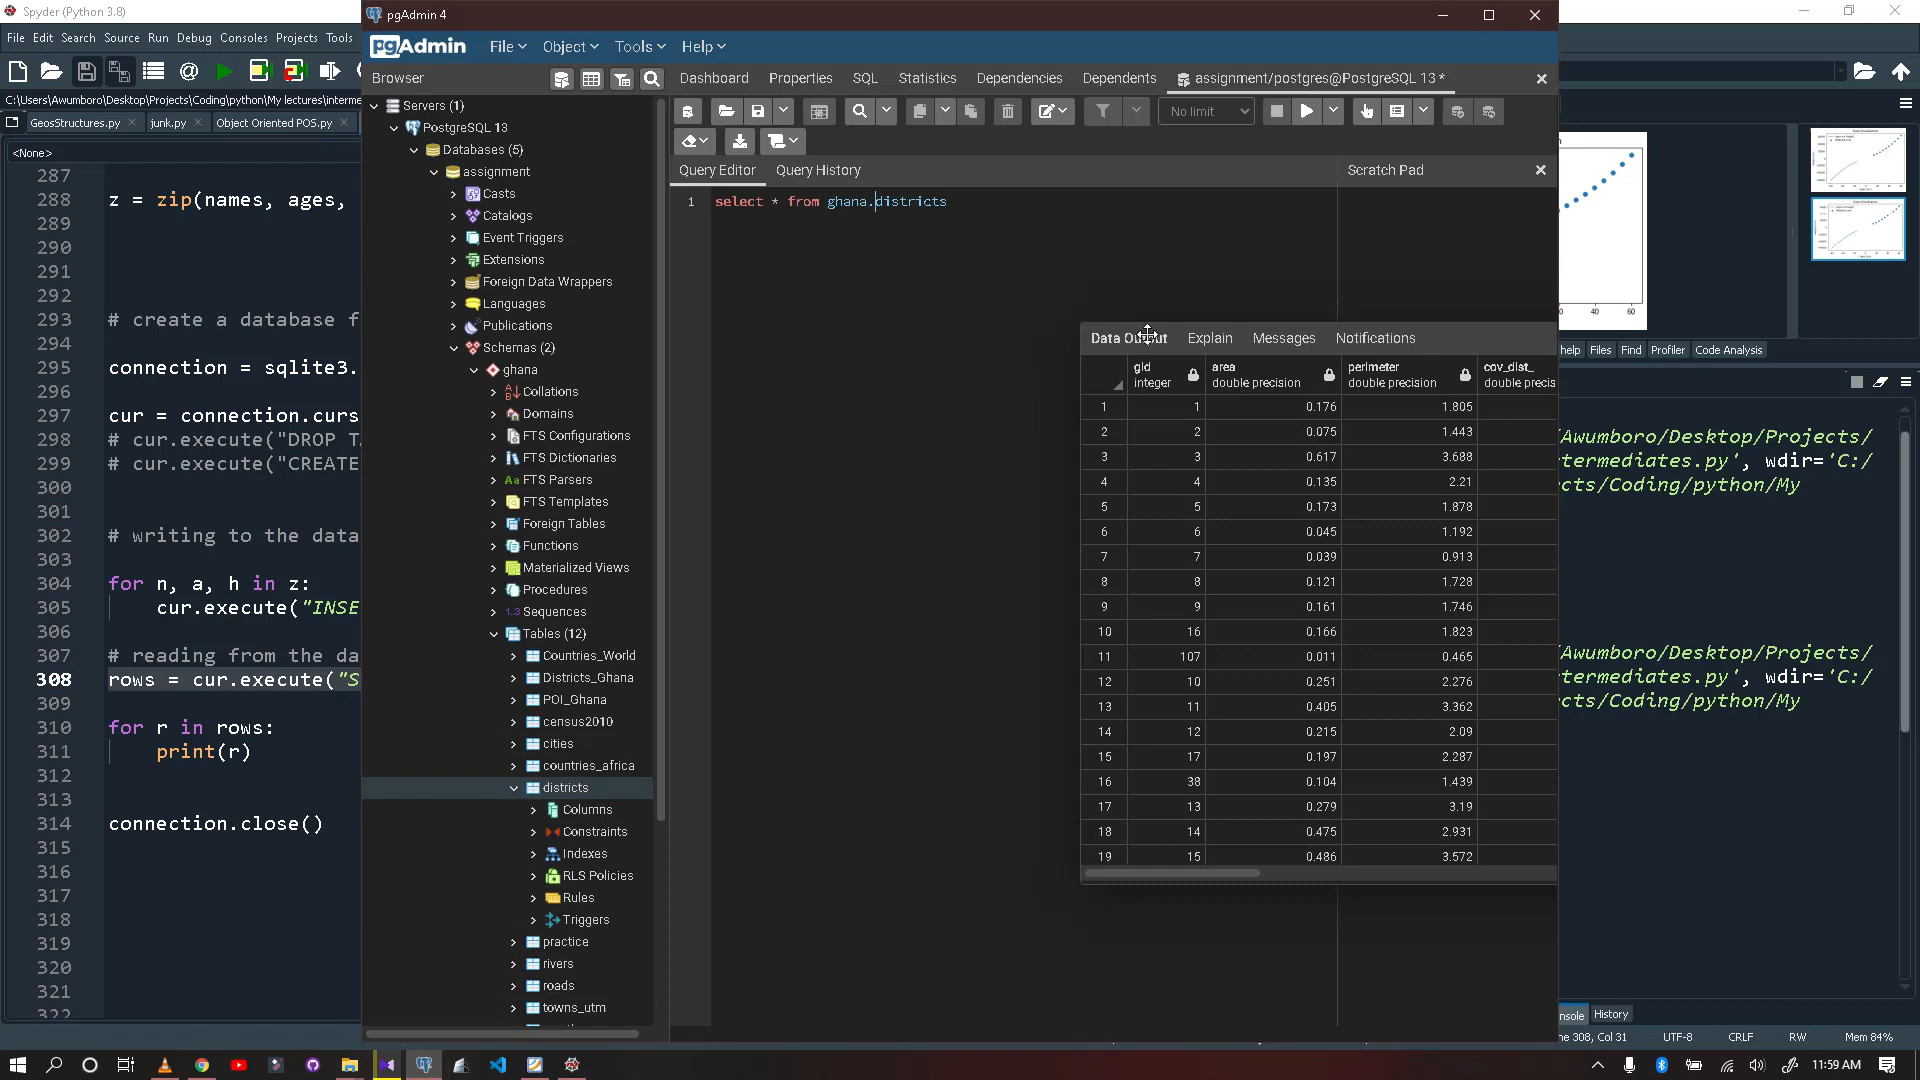 Spyder (Python 3.8)
File Edit Search Source Run Debug Consoles Projects Tools
C:\Users\Awumboro\Desktop\Projects\Coding\python\My lectures\interme
GeosStructures.py junk.py Object Oriented POS.py
<None>
287
288 z = zip(names, ages,
289
290
291
292
293 # create a database f
294
295 connection = sqlite3.
296
297 cur = connection.curs
298 # cur.execute("DROP T
299 # cur.execute("CREATE
300
301
302 # writing to the data
303
304 for n, a, h in z:
305 cur.execute("INSE
306
307 # reading from the da
308 rows = cur.execute("S
309
310 for r in rows:
311 print(r)
312
313
314 connection.close()
315
316
317
318
319
320
321
322
pgAdmin 4
pgAdmin File Object Tools Help
Browser
Servers (1)
PostgreSQL 13
Databases (5)
assignment
Casts
Catalogs
Event Triggers
Extensions
Foreign Data Wrappers
Languages
Publications
Schemas (2)
ghana
Collations
Domains
FTS Configurations
FTS Dictionaries
Aa FTS Parsers
FTS Templates
Foreign Tables
Functions
Materialized Views
Procedures
1..3 Sequences
Tables (12)
Countries_World
Districts_Ghana
POI_Ghana
census2010
cities
countries_africa
districts
Columns
Constraints
Indexes
RLS Policies
Rules
Triggers
practice
rivers
roads
towns_utm
Dashboard Properties SQL Statistics Dependencies Dependents assignment/postgres@PostgreSQL 13 *
No limit
Query Editor Query History Scratch Pad
1 select * from ghana.districts
Data Output Explain Messages Notifications
gid area perimeter cov_dist_
integer double precision double precision double precis
1 1 0.176 1.805
2 2 0.075 1.443
3 3 0.617 3.688
4 4 0.135 2.21
5 5 0.173 1.878
6 6 0.045 1.192
7 7 0.039 0.913
8 8 0.121 1.728
9 9 0.161 1.746
10 16 0.166 1.823
11 107 0.011 0.465
12 10 0.251 2.276
13 11 0.405 3.362
14 12 0.215 2.09
15 17 0.197 2.287
16 38 0.104 1.439
17 13 0.279 3.19
18 14 0.475 2.931
19 15 0.486 3.572
40 60
help Files Find Profiler Code Analysis
/Awumboro/Desktop/Projects/
termediates.py', wdir='C:/
cts/Coding/python/My
/Awumboro/Desktop/Projects/
termediates.py', wdir='C:/
cts/Coding/python/My
nsole History
ne 308, Col 31 UTF-8 CRLF RW Mem 84%
11:59 AM